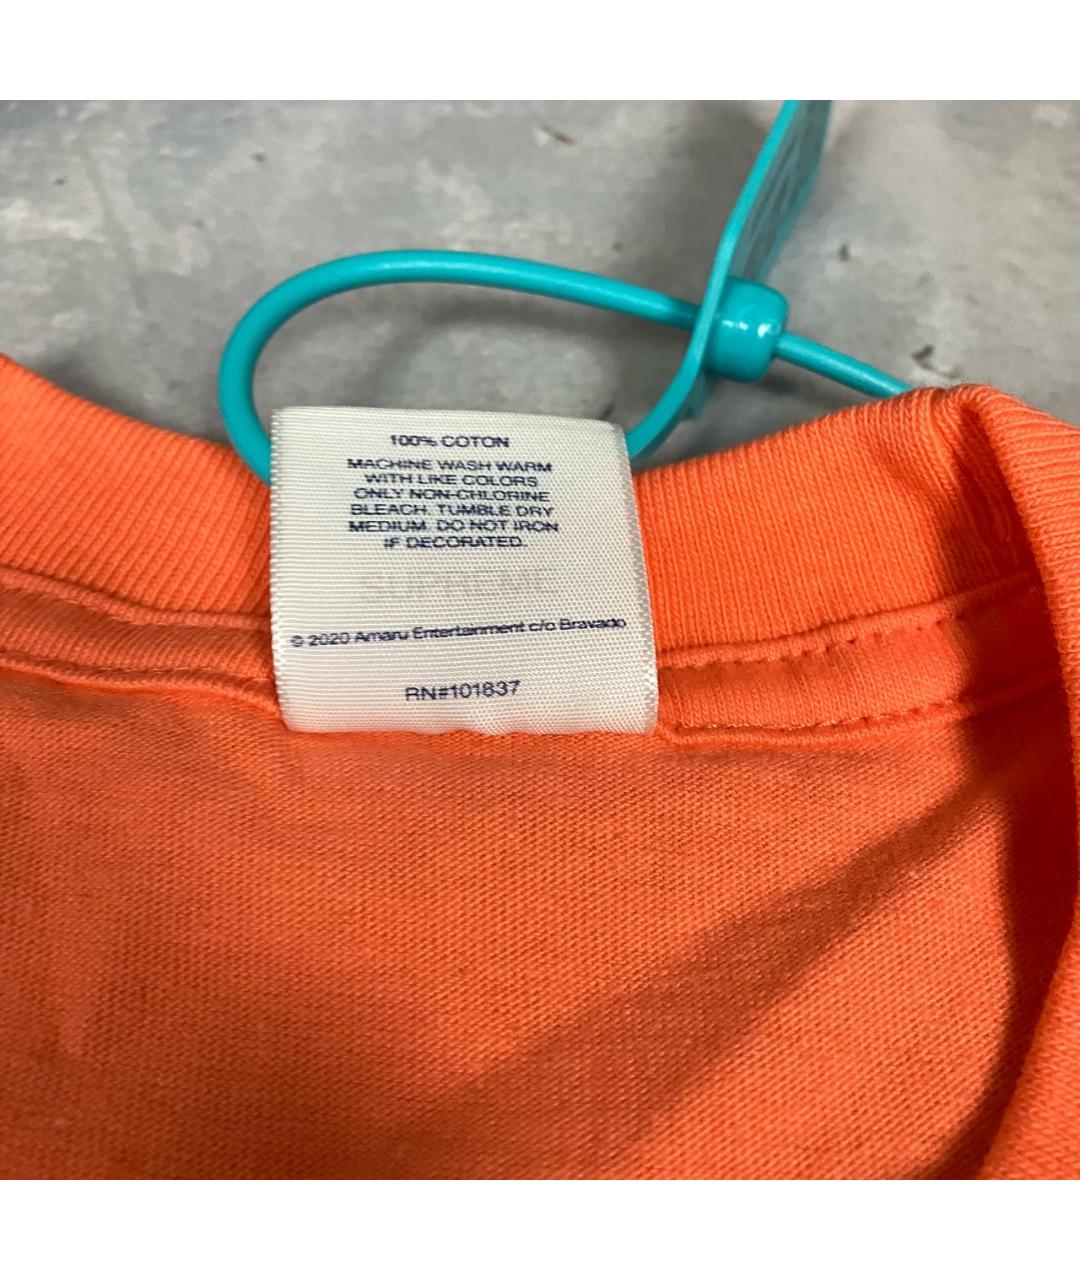 100% COTON
MACHINE WASH WARM
WITH LIKE COLORS
ONLY NON-CHLORINE
BLEACH. TUMBLE DRY
MEDIUM. DO NOT IRON
IF DECORATED.
SUPREME
© 2020 Amaru Entertainment c/o Bravado
RN#101837